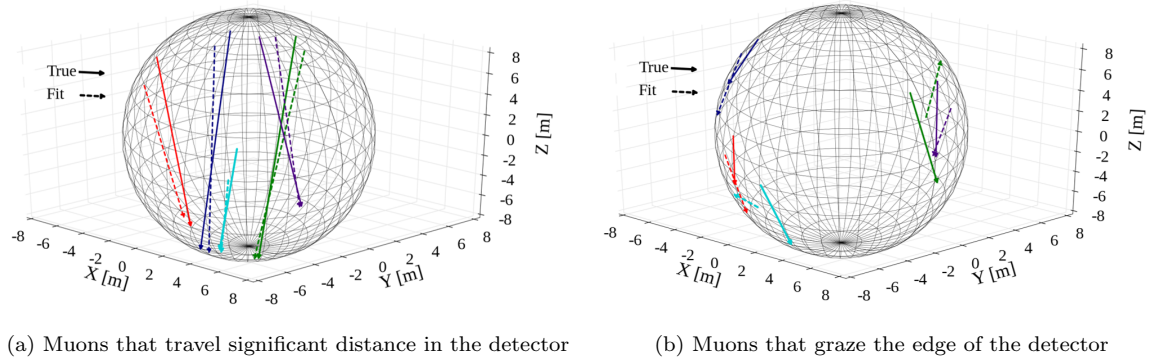 True
Fit
8
6
4
2
0
-2
-4
-6
-8
Z [m]
-8 -6 -4 -2 0 2 4 6 8
X [m]
-8 -6 -4 -2 0 2 4 6 8
Y [m]
(a) Muons that travel significant distance in the detector
True
Fit
8
6
4
2
0
-2
-4
-6
-8
Z [m]
-8 -6 -4 -2 0 2 4 6 8
X [m]
-8 -6 -4 -2 0 2 4 6 8
Y [m]
(b) Muons that graze the edge of the detector